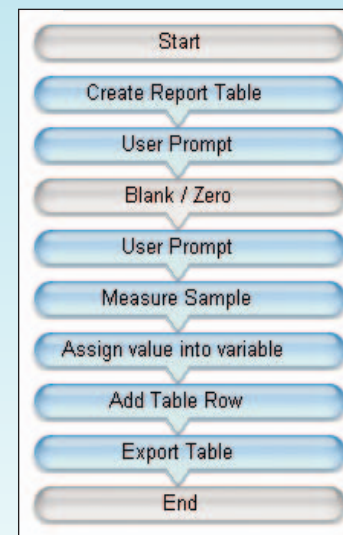 Start
Create Report Table
User Prompt
Blank / Zero
User Prompt
Measure Sample
Assign value into variable
Add Table Row
Export Table
End